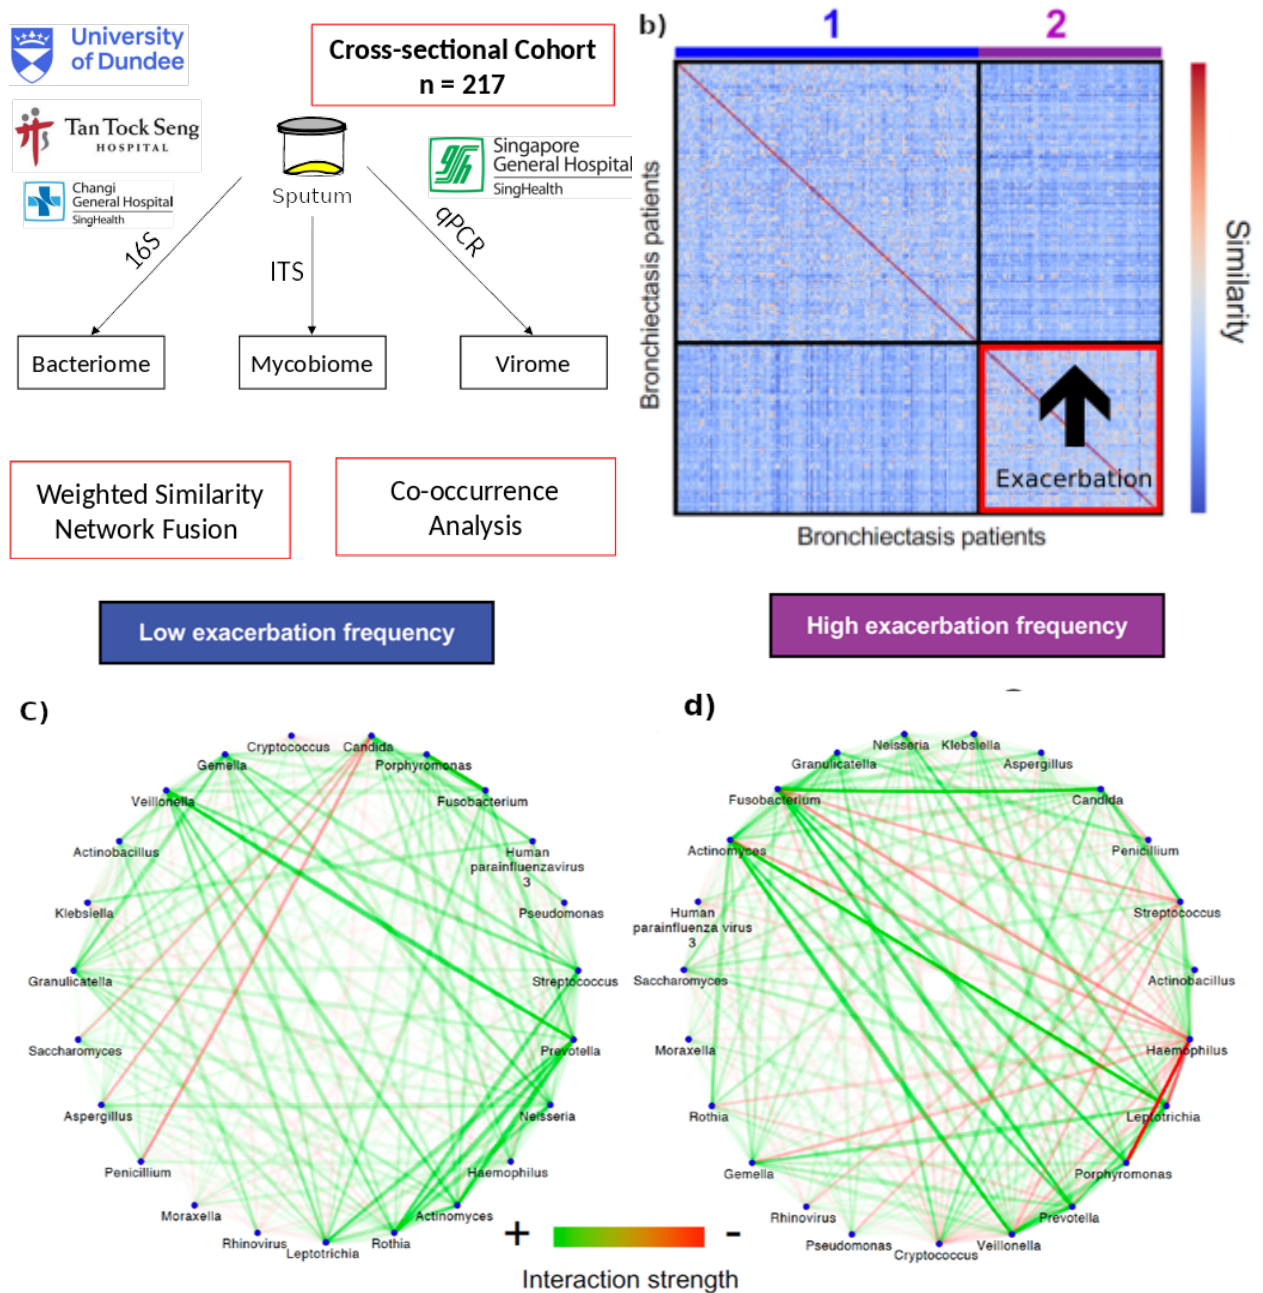 University
of Dundee
Tan Tock Seng
HOSPITAL
Changi
General Hospital
SingHealth
Cross-sectional Cohort
n = 217
Sputum
Singapore
General Hospital
SingHealth
16S
ITS
qPCR
Bacteriome
Mycobiome
Virome
Weighted Similarity
Network Fusion
Co-occurrence
Analysis
b)
1
2
Bronchiectasis patients
Exacerbation
Bronchiectasis patients
Similarity
Low exacerbation frequency
High exacerbation frequency
c)
Cryptococcus
Candida
Gemella
Porphyromonas
Veillonella
Fusobacterium
Actinobacillus
Human
parainfluenzavirus
3
Klebsiella
Pseudomonas
Granulicatella
Streptococcus
Saccharomyces
Prevotella
Aspergillus
Neisseria
Penicillium
Haemophilus
Moraxella
Actinomyces
Rhinovirus
Leptotrichia
Rothia
d)
Neisseria
Klebsiella
Granulicatella
Aspergillus
Fusobacterium
Candida
Actinomyces
Penicillium
Human
parainfluenza virus
3
Streptococcus
Saccharomyces
Actinobacillus
Moraxella
Haemophilus
Rothia
Leptotrichia
Gemella
Porphyromonas
Rhinovirus
Prevotella
Pseudomonas
Cryptococcus
Veillonella
+
-
Interaction strength